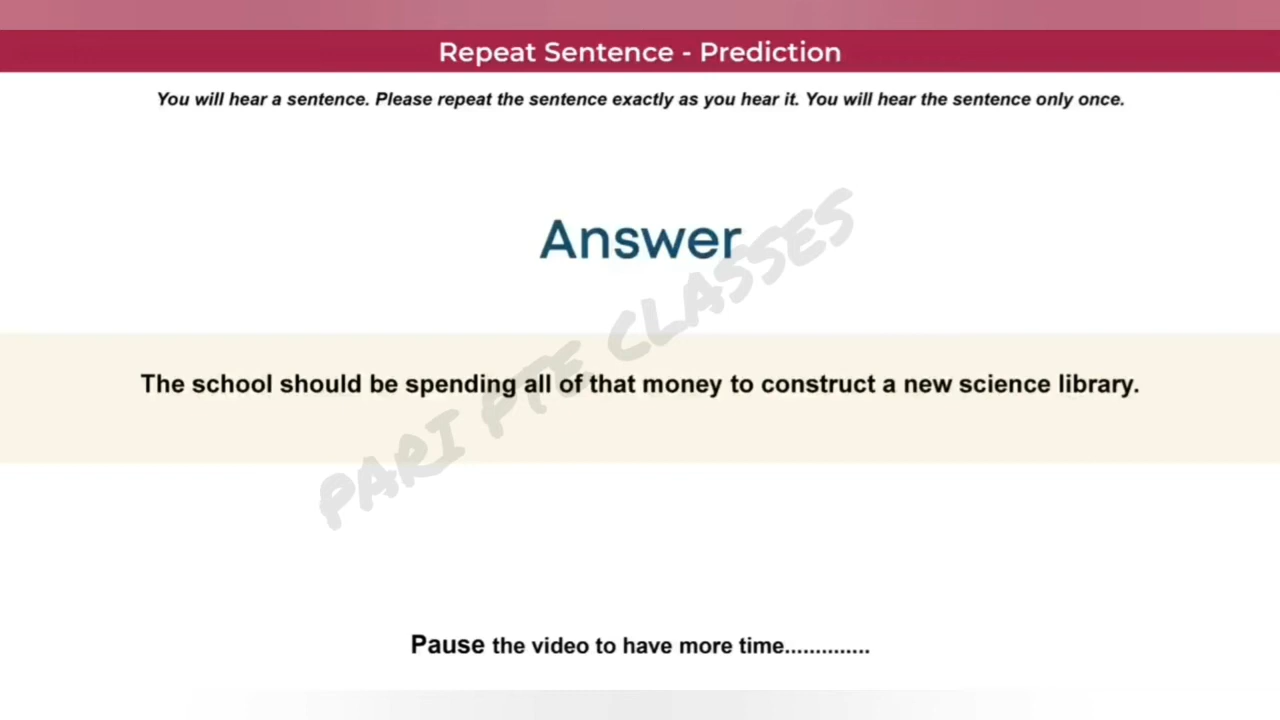 Repeat Sentence - Prediction
You will hear a sentence. Please repeat the sentence exactly as you hear it. You will hear the sentence only once.
Answer
The school should be spending all of that money to construct a new science library.
PARI PTE CLASSES
Pause the video to have more time..............